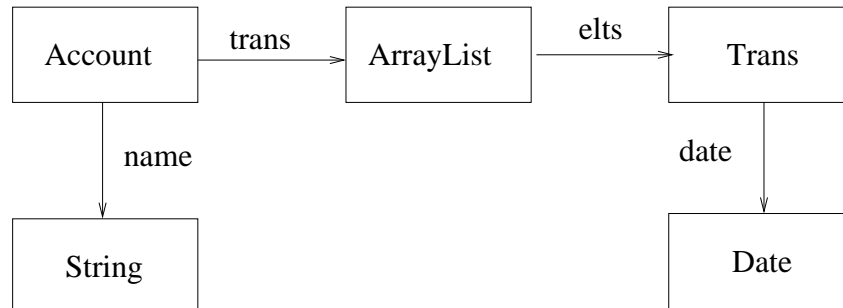 trans
elts
Account
ArrayList
Trans
name
date
String
Date